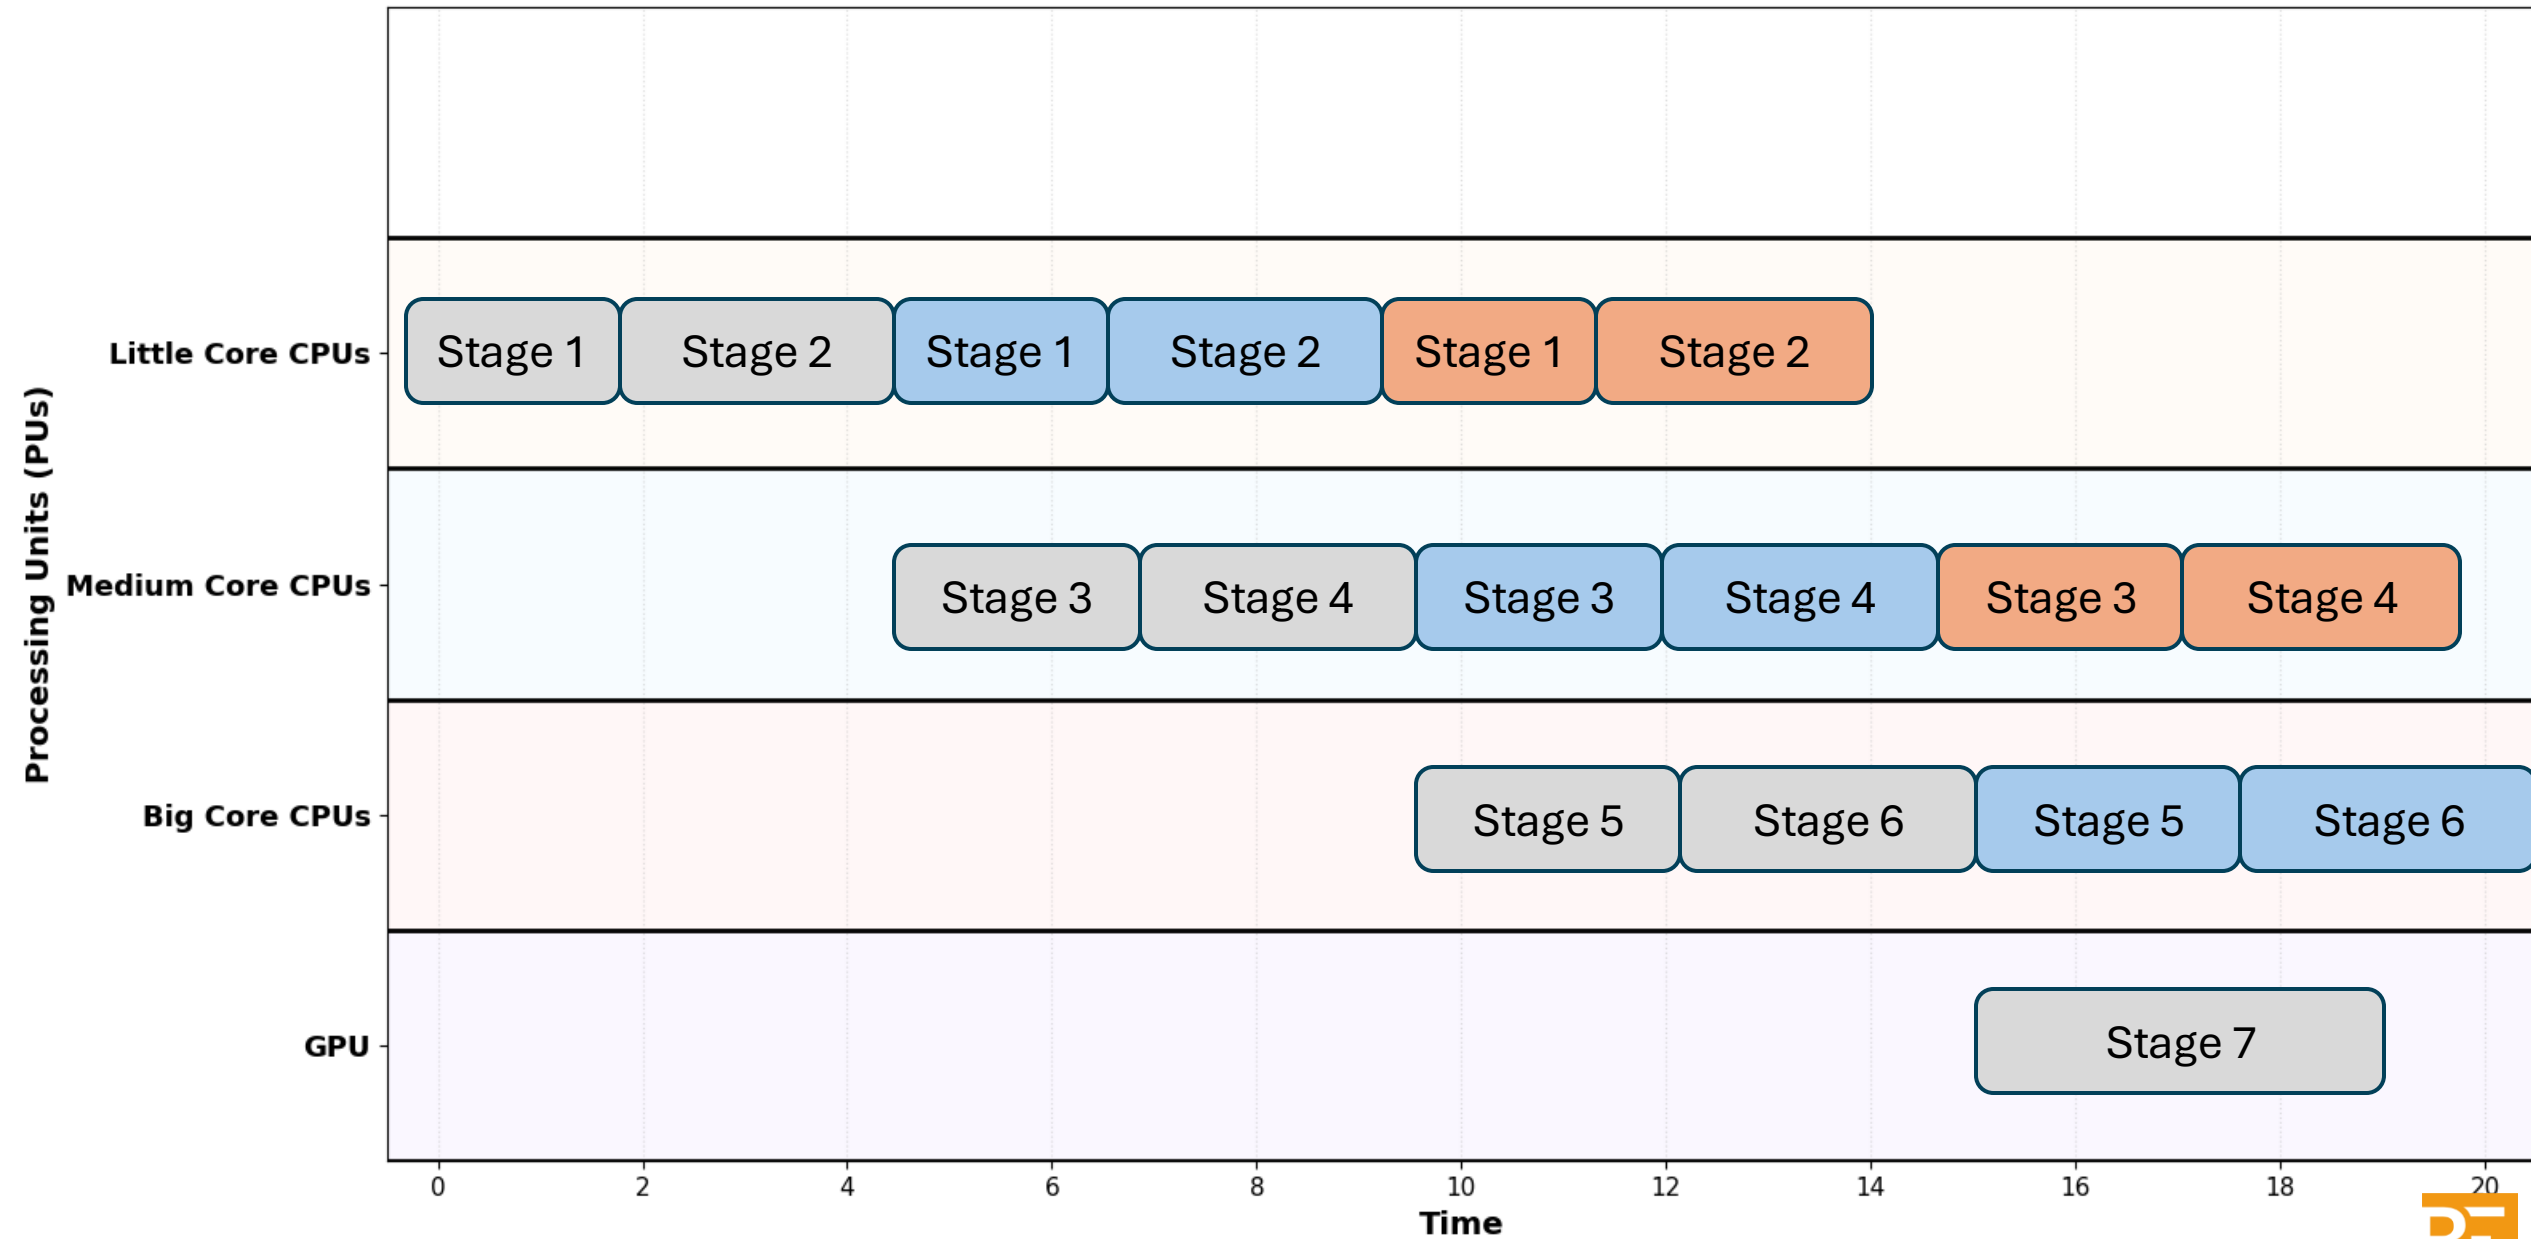 Processing Units (PUs)
Little Core CPUs
Stage 1 Stage 2 Stage 1 Stage 2 Stage 1 Stage 2
Medium Core CPUs
Stage 3 Stage 4 Stage 3 Stage 4 Stage 3 Stage 4
Big Core CPUs
Stage 5 Stage 6 Stage 5 Stage 6
GPU
Stage 7
0 2 4 6 8 10 12 14 16 18 20
Time